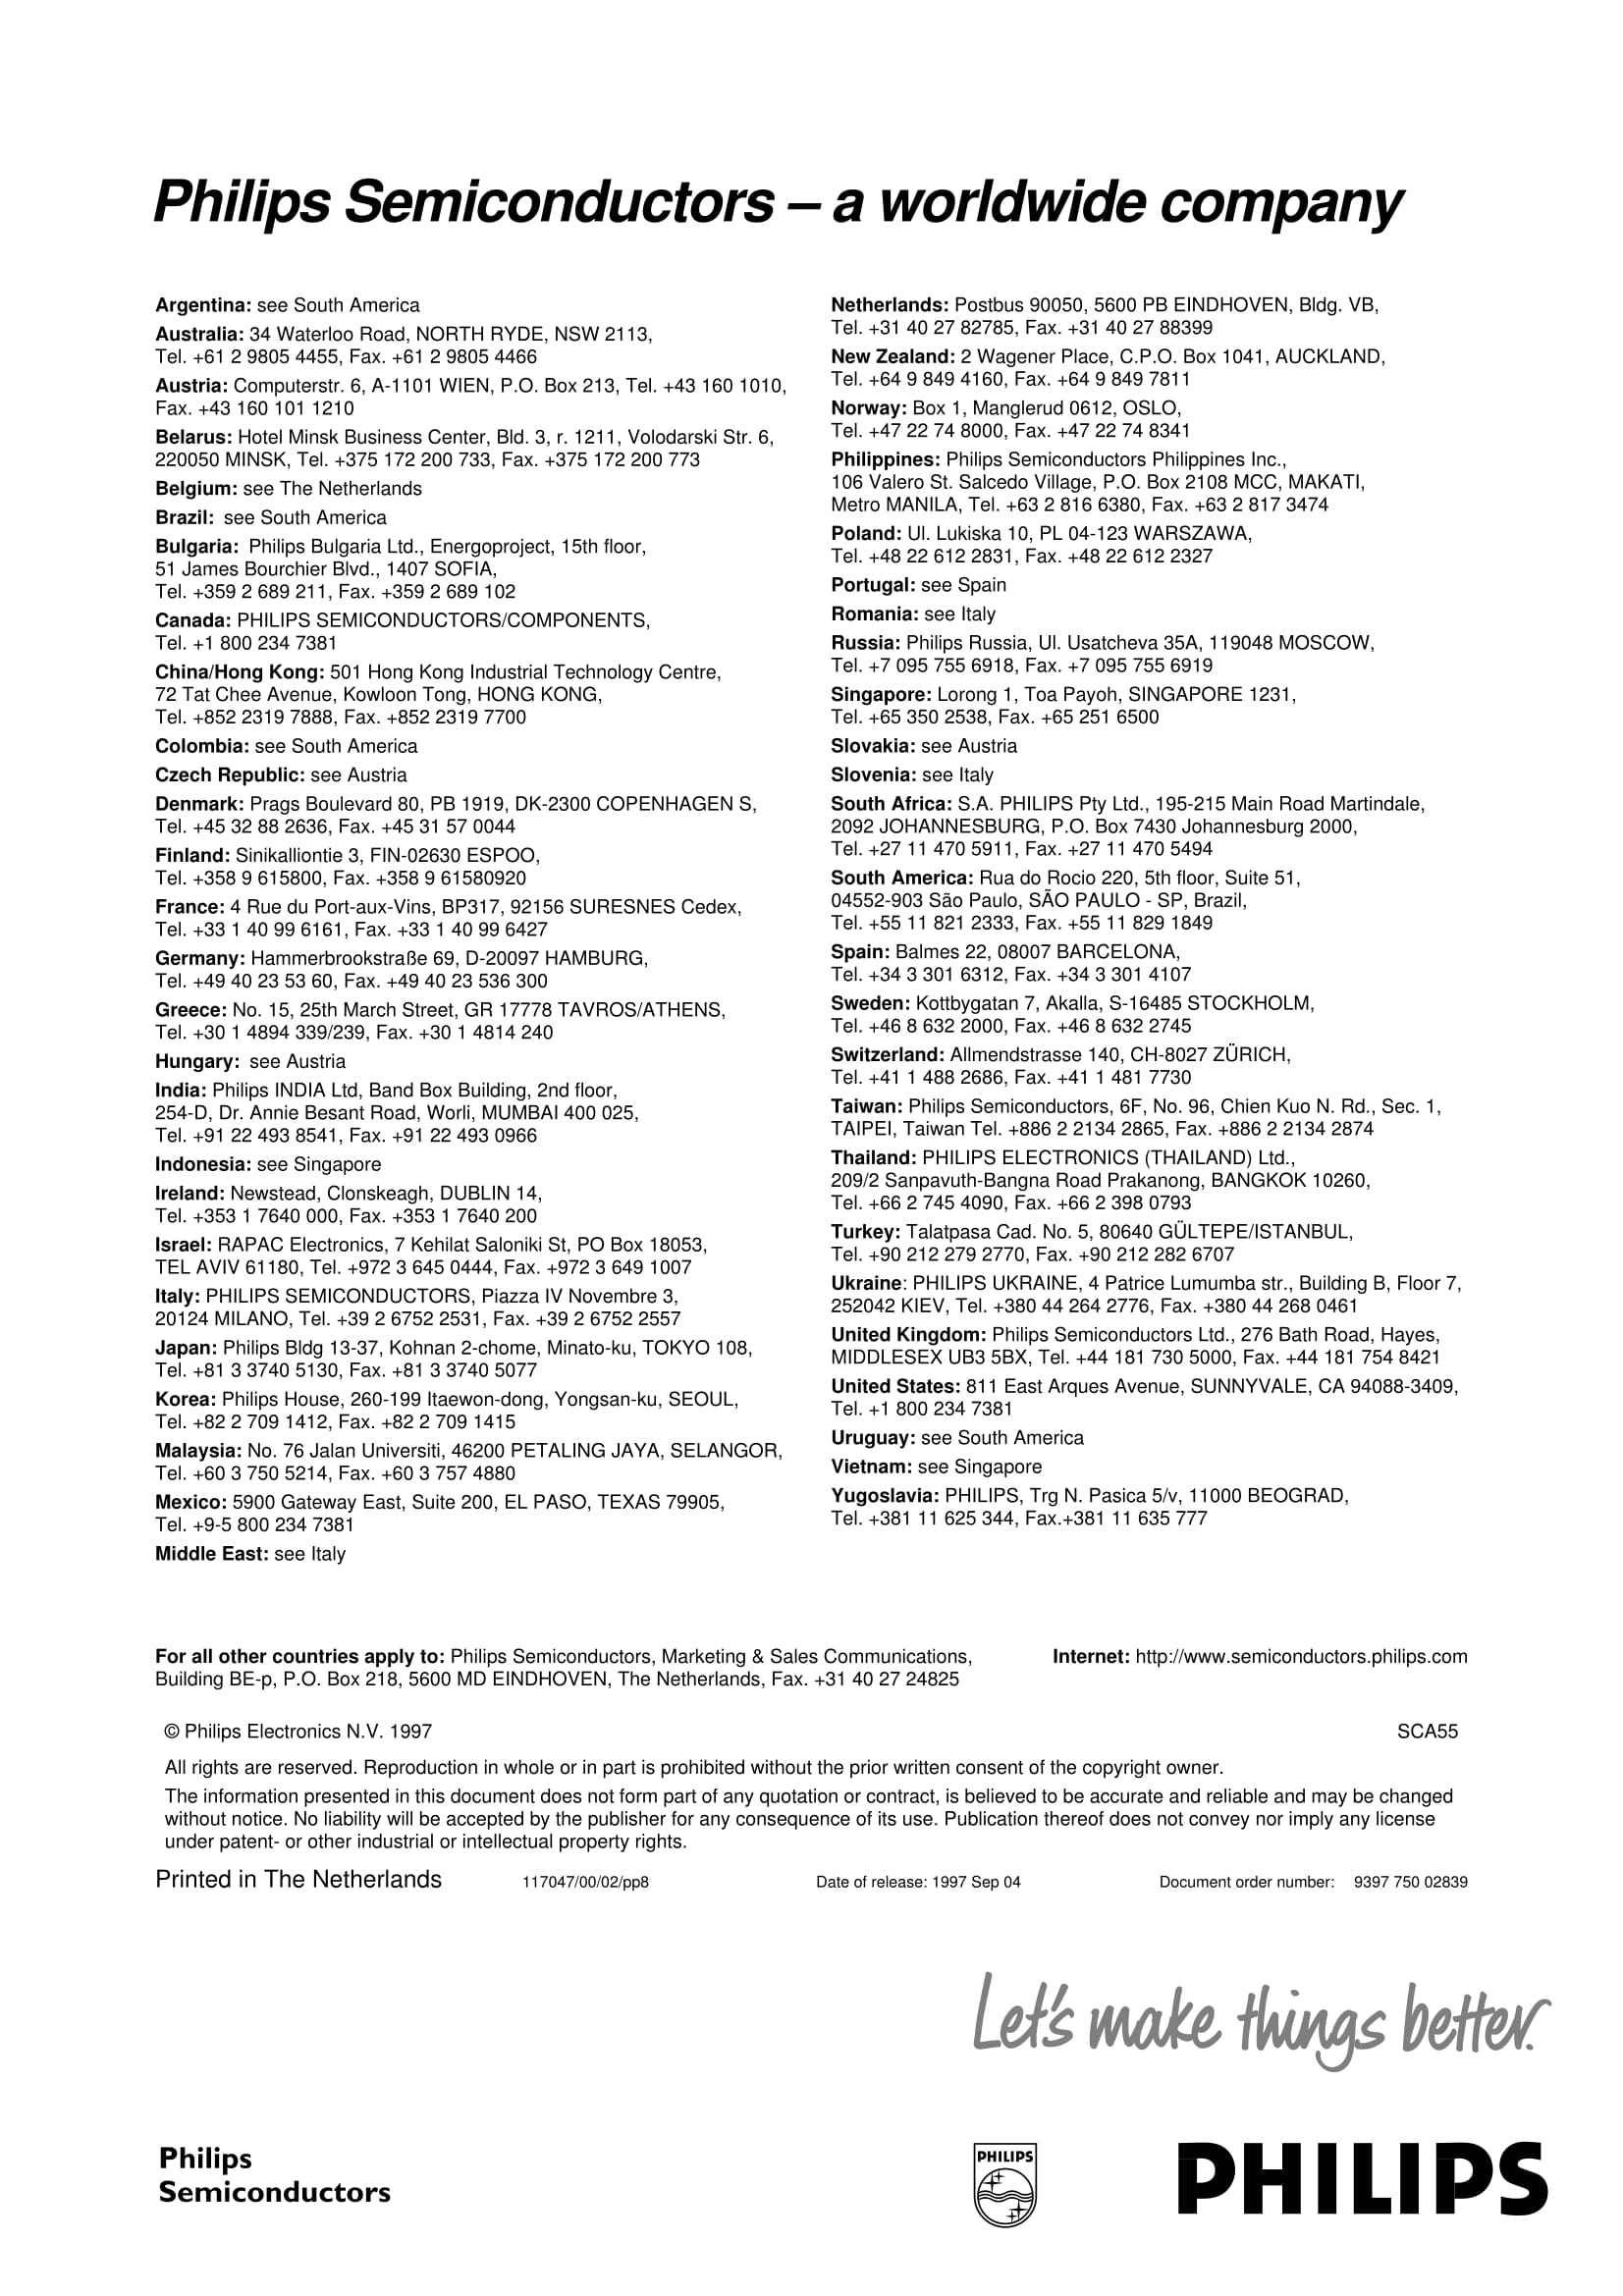 Philips Semiconductors – a worldwide company
Argentina: see South America
Australia: 34 Waterloo Road, NORTH RYDE, NSW 2113,
Tel. +61 2 9805 4455, Fax. +61 2 9805 4466
Austria: Computerstr. 6, A-1101 WIEN, P.O. Box 213, Tel. +43 160 1010,
Fax. +43 160 101 1210
Belarus: Hotel Minsk Business Center, Bld. 3, r. 1211, Volodarski Str. 6,
220050 MINSK, Tel. +375 172 200 733, Fax. +375 172 200 773
Belgium: see The Netherlands
Brazil: see South America
Bulgaria: Philips Bulgaria Ltd., Energoproject, 15th floor,
51 James Bourchier Blvd., 1407 SOFIA,
Tel. +359 2 689 211, Fax. +359 2 689 102
Canada: PHILIPS SEMICONDUCTORS/COMPONENTS,
Tel. +1 800 234 7381
China/Hong Kong: 501 Hong Kong Industrial Technology Centre,
72 Tat Chee Avenue, Kowloon Tong, HONG KONG,
Tel. +852 2319 7888, Fax. +852 2319 7700
Colombia: see South America
Czech Republic: see Austria
Denmark: Prags Boulevard 80, PB 1919, DK-2300 COPENHAGEN S,
Tel. +45 32 88 2636, Fax. +45 31 57 0044
Finland: Sinikalliontie 3, FIN-02630 ESPOO,
Tel. +358 9 615800, Fax. +358 9 61580920
France: 4 Rue du Port-aux-Vins, BP317, 92156 SURESNES Cedex,
Tel. +33 1 40 99 6161, Fax. +33 1 40 99 6427
Germany: Hammerbrookstraße 69, D-20097 HAMBURG,
Tel. +49 40 23 53 60, Fax. +49 40 23 536 300
Greece: No. 15, 25th March Street, GR 17778 TAVROS/ATHENS,
Tel. +30 1 4894 339/239, Fax. +30 1 4814 240
Hungary: see Austria
India: Philips INDIA Ltd, Band Box Building, 2nd floor,
254-D, Dr. Annie Besant Road, Worli, MUMBAI 400 025,
Tel. +91 22 493 8541, Fax. +91 22 493 0966
Indonesia: see Singapore
Ireland: Newstead, Clonskeagh, DUBLIN 14,
Tel. +353 1 7640 000, Fax. +353 1 7640 200
Israel: RAPAC Electronics, 7 Kehilat Saloniki St, PO Box 18053,
TEL AVIV 61180, Tel. +972 3 645 0444, Fax. +972 3 649 1007
Italy: PHILIPS SEMICONDUCTORS, Piazza IV Novembre 3,
20124 MILANO, Tel. +39 2 6752 2531, Fax. +39 2 6752 2557
Japan: Philips Bldg 13-37, Kohnan 2-chome, Minato-ku, TOKYO 108,
Tel. +81 3 3740 5130, Fax. +81 3 3740 5077
Korea: Philips House, 260-199 Itaewon-dong, Yongsan-ku, SEOUL,
Tel. +82 2 709 1412, Fax. +82 2 709 1415
Malaysia: No. 76 Jalan Universiti, 46200 PETALING JAYA, SELANGOR,
Tel. +60 3 750 5214, Fax. +60 3 757 4880
Mexico: 5900 Gateway East, Suite 200, EL PASO, TEXAS 79905,
Tel. +9-5 800 234 7381
Middle East: see Italy
Netherlands: Postbus 90050, 5600 PB EINDHOVEN, Bldg. VB,
Tel. +31 40 27 82785, Fax. +31 40 27 88399
New Zealand: 2 Wagener Place, C.P.O. Box 1041, AUCKLAND,
Tel. +64 9 849 4160, Fax. +64 9 849 7811
Norway: Box 1, Manglerud 0612, OSLO,
Tel. +47 22 74 8000, Fax. +47 22 74 8341
Philippines: Philips Semiconductors Philippines Inc.,
106 Valero St. Salcedo Village, P.O. Box 2108 MCC, MAKATI,
Metro MANILA, Tel. +63 2 816 6380, Fax. +63 2 817 3474
Poland: Ul. Lukiska 10, PL 04-123 WARSZAWA,
Tel. +48 22 612 2831, Fax. +48 22 612 2327
Portugal: see Spain
Romania: see Italy
Russia: Philips Russia, Ul. Usatcheva 35A, 119048 MOSCOW,
Tel. +7 095 755 6918, Fax. +7 095 755 6919
Singapore: Lorong 1, Toa Payoh, SINGAPORE 1231,
Tel. +65 350 2538, Fax. +65 251 6500
Slovakia: see Austria
Slovenia: see Italy
South Africa: S.A. PHILIPS Pty Ltd., 195-215 Main Road Martindale,
2092 JOHANNESBURG, P.O. Box 7430 Johannesburg 2000,
Tel. +27 11 470 5911, Fax. +27 11 470 5494
South America: Rua do Rocio 220, 5th floor, Suite 51,
04552-903 São Paulo, SÃO PAULO - SP, Brazil,
Tel. +55 11 821 2333, Fax. +55 11 829 1849
Spain: Balmes 22, 08007 BARCELONA,
Tel. +34 3 301 6312, Fax. +34 3 301 4107
Sweden: Kottbygatan 7, Akalla, S-16485 STOCKHOLM,
Tel. +46 8 632 2000, Fax. +46 8 632 2745
Switzerland: Allmendstrasse 140, CH-8027 ZÜRICH,
Tel. +41 1 488 2686, Fax. +41 1 481 7730
Taiwan: Philips Semiconductors, 6F, No. 96, Chien Kuo N. Rd., Sec. 1,
TAIPEI, Taiwan Tel. +886 2 2134 2865, Fax. +886 2 2134 2874
Thailand: PHILIPS ELECTRONICS (THAILAND) Ltd.,
209/2 Sanpavuth-Bangna Road Prakanong, BANGKOK 10260,
Tel. +66 2 745 4090, Fax. +66 2 398 0793
Turkey: Talatpasa Cad. No. 5, 80640 GÜLTEPE/ISTANBUL,
Tel. +90 212 279 2770, Fax. +90 212 282 6707
Ukraine: PHILIPS UKRAINE, 4 Patrice Lumumba str., Building B, Floor 7,
252042 KIEV, Tel. +380 44 264 2776, Fax. +380 44 268 0461
United Kingdom: Philips Semiconductors Ltd., 276 Bath Road, Hayes,
MIDDLESEX UB3 5BX, Tel. +44 181 730 5000, Fax. +44 181 754 8421
United States: 811 East Arques Avenue, SUNNYVALE, CA 94088-3409,
Tel. +1 800 234 7381
Uruguay: see South America
Vietnam: see Singapore
Yugoslavia: PHILIPS, Trg N. Pasica 5/v, 11000 BEOGRAD,
Tel. +381 11 625 344, Fax.+381 11 635 777
For all other countries apply to: Philips Semiconductors, Marketing & Sales Communications,
Building BE-p, P.O. Box 218, 5600 MD EINDHOVEN, The Netherlands, Fax. +31 40 27 24825
Internet: http://www.semiconductors.philips.com
© Philips Electronics N.V. 1997 SCA55
All rights are reserved. Reproduction in whole or in part is prohibited without the prior written consent of the copyright owner.
The information presented in this document does not form part of any quotation or contract, is believed to be accurate and reliable and may be changed
without notice. No liability will be accepted by the publisher for any consequence of its use. Publication thereof does not convey nor imply any license
under patent- or other industrial or intellectual property rights.
Printed in The Netherlands 117047/00/02/pp8 Date of release: 1997 Sep 04 Document order number: 9397 750 02839
Let's make things better.
Philips
Semiconductors
PHILIPS
PHILIPS